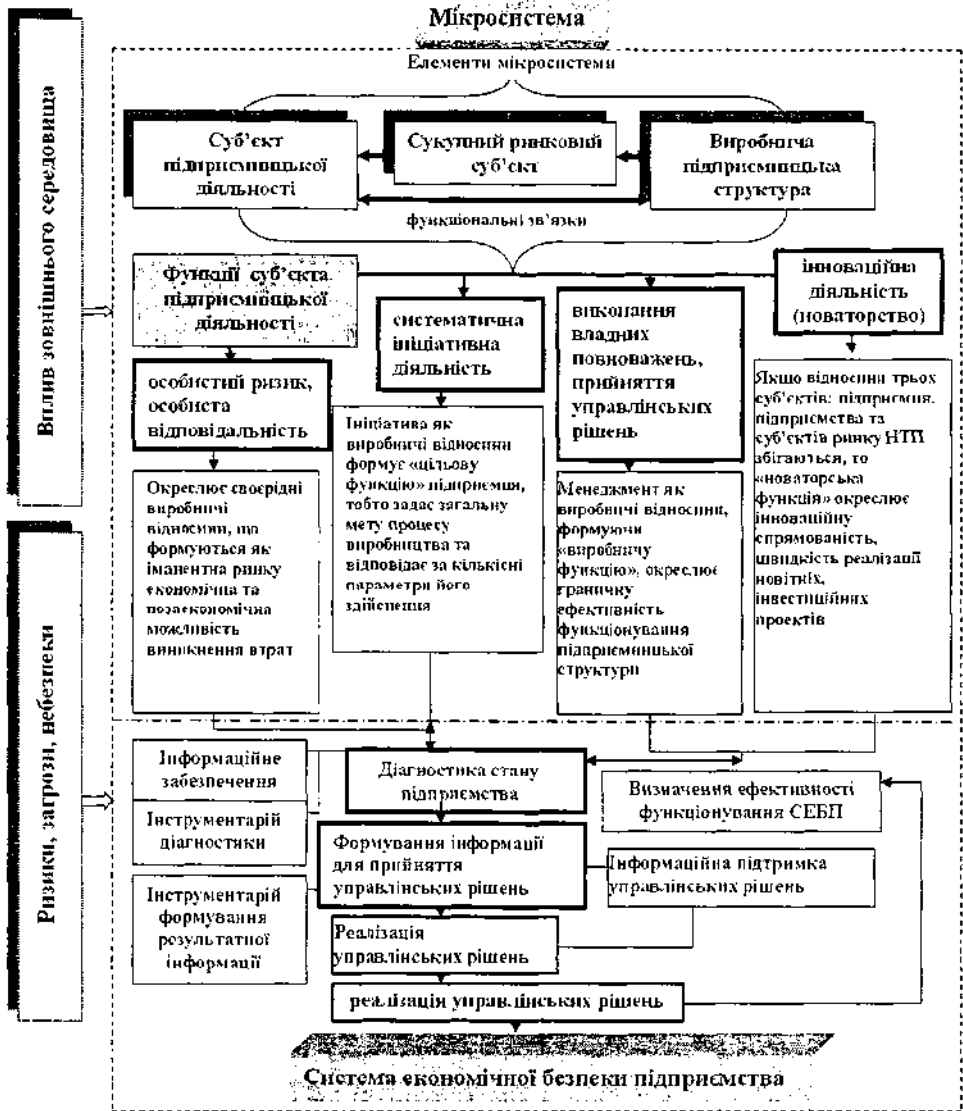 Мікросистема
Елементи мікросистеми
Суб’єкт
підприємницької
діяльності
Сукупний ринковий
суб’єкт
Виробнича
підприємницька
структура
функціональні зв’язки
Функції суб’єкта
підприємницької
діяльності
систематична
ініціативна
діяльність
виконання
владних
повноважень,
прийняття
управлінських
рішень
інноваційна
діяльність
(новаторство)
особистий ризик,
особиста
відповідальність
Окреслює своєрідні
виробничі
відносини, що
формуються як
іманентна ринку
економічна та
позаекономічна
можливість
виникнення втрат
Ініціатива як
виробничі відносини
формує «цільову
функцію» підприємця,
тобто задає загальну
мету процесу
виробництва та
відповідає за кількісні
параметри його
здійснення
Менеджмент як
виробничі відносини,
формуючи
«виробничу
функцію», окреслює
граничну
ефективність
функціонування
підприємницької
структури
Якщо відносини трьох
суб’єктів: підприємця,
підприємства та
суб’єктів ринку НТП
збігаються, то
«новаторська
функція» окреслює
інноваційну
спрямованість,
швидкість реалізації
новітніх,
інвестиційних
проектів
Вплив зовнішнього середовища
Ризики, загрози, небезпеки
Інформаційне
забезпечення
Інструментарій
діагностики
Інструментарій
формування
результатної
інформації
Діагностика стану
підприємства
Формування інформації
для прийняття
управлінських рішень
Реалізація
управлінських рішень
реалізація управлінських рішень
Визначення ефективності
функціонування СЕБП
Інформаційна підтримка
управлінських рішень
Система економічної безпеки підприємства